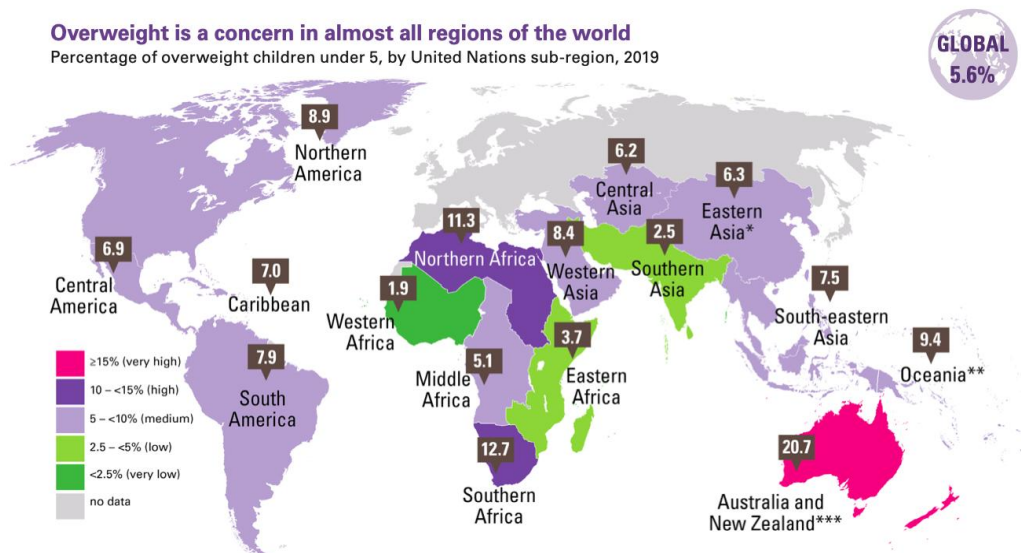 Overweight is a concern in almost all regions of the world
Percentage of overweight children under 5, by United Nations sub-region, 2019
GLOBAL
5.6%
8.9
Northern
America
6.2
Central
Asia
6.3
Eastern
Asia*
11.3
Northern Africa
8.4
Western
Asia
2.5
Southern
Asia
6.9
Central
America
7.0
Caribbean
1.9
Western
Africa
7.5
South-eastern
Asia
3.7
Eastern
Africa
9.4
Oceania**
7.9
South
America
5.1
Middle
Africa
12.7
Southern
Africa
20.7
Australia and
New Zealand***
≥15% (very high)
10 – <15% (high)
5 – <10% (medium)
2.5 – <5% (low)
<2.5% (very low)
no data